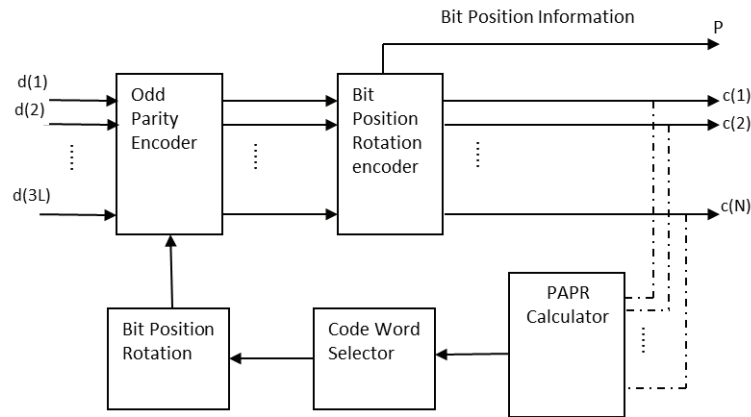 Bit Position Information
P
d(1)
d(2)
d(3L)
Odd
Parity
Encoder
Bit
Position
Rotation
encoder
c(1)
c(2)
c(N)
Bit Position
Rotation
Code Word
Selector
PAPR
Calculator